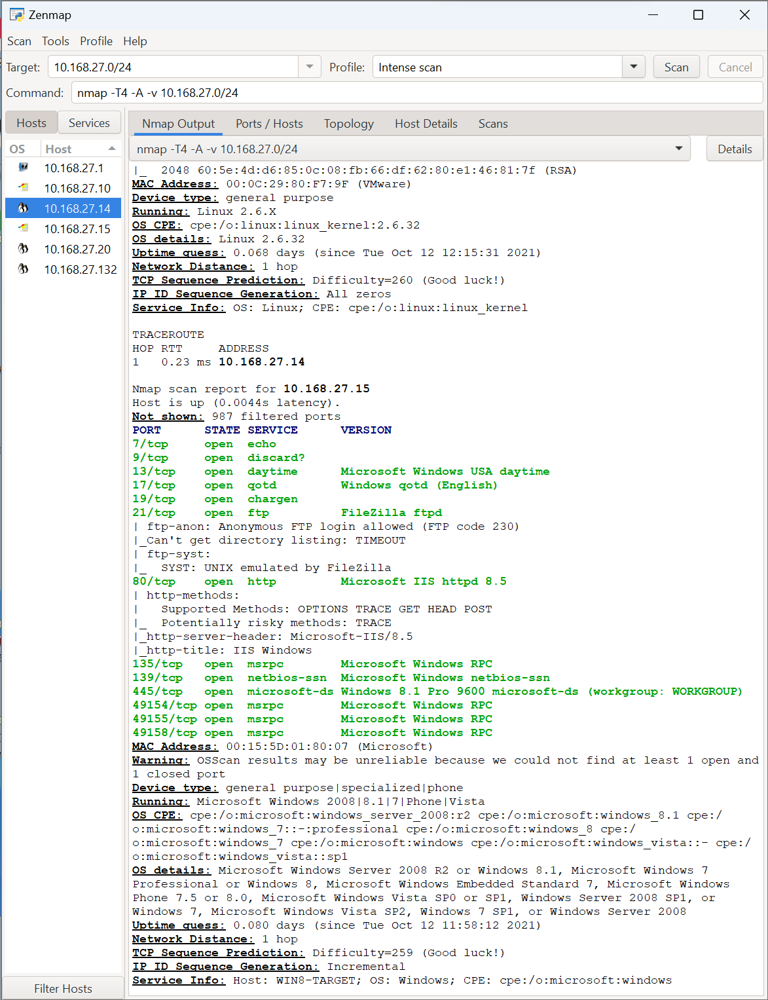 Zenmap
Scan Tools Profile Help
Target: 10.168.27.0/24 Profile: Intense scan Scan Cancel
Command: nmap -T4 -A -v 10.168.27.0/24
Hosts Services
OS Host
10.168.27.1
10.168.27.10
10.168.27.14
10.168.27.15
10.168.27.20
10.168.27.132
Filter Hosts
Nmap Output Ports / Hosts Topology Host Details Scans
nmap -T4 -A -v 10.168.27.0/24 Details
|_  2048 60:5e:4d:d6:85:0c:08:fb:66:df:62:80:e1:46:81:7f (RSA)
MAC Address: 00:0C:29:80:F7:9F (VMware)
Device type: general purpose
Running: Linux 2.6.X
OS CPE: cpe:/o:linux:linux_kernel:2.6.32
OS details: Linux 2.6.32
Uptime guess: 0.068 days (since Tue Oct 12 12:15:31 2021)
Network Distance: 1 hop
TCP Sequence Prediction: Difficulty=260 (Good luck!)
IP ID Sequence Generation: All zeros
Service Info: OS: Linux; CPE: cpe:/o:linux:linux_kernel
TRACEROUTE
HOP RTT     ADDRESS
1   0.23 ms 10.168.27.14
Nmap scan report for 10.168.27.15
Host is up (0.0044s latency).
Not shown: 987 filtered ports
PORT      STATE SERVICE      VERSION
7/tcp     open  echo
9/tcp     open  discard?
13/tcp    open  daytime      Microsoft Windows USA daytime
17/tcp    open  qotd         Windows qotd (English)
19/tcp    open  chargen
21/tcp    open  ftp          FileZilla ftpd
| ftp-anon: Anonymous FTP login allowed (FTP code 230)
|_Can't get directory listing: TIMEOUT
| ftp-syst:
|_  SYST: UNIX emulated by FileZilla
80/tcp    open  http         Microsoft IIS httpd 8.5
| http-methods:
|   Supported Methods: OPTIONS TRACE GET HEAD POST
|_  Potentially risky methods: TRACE
|_http-server-header: Microsoft-IIS/8.5
|_http-title: IIS Windows
135/tcp   open  msrpc        Microsoft Windows RPC
139/tcp   open  netbios-ssn  Microsoft Windows netbios-ssn
445/tcp   open  microsoft-ds Windows 8.1 Pro 9600 microsoft-ds (workgroup: WORKGROUP)
49154/tcp open  msrpc        Microsoft Windows RPC
49155/tcp open  msrpc        Microsoft Windows RPC
49158/tcp open  msrpc        Microsoft Windows RPC
MAC Address: 00:15:5D:01:80:07 (Microsoft)
Warning: OSScan results may be unreliable because we could not find at least 1 open and
1 closed port
Device type: general purpose|specialized|phone
Running: Microsoft Windows 2008|8.1|7|Phone|Vista
OS CPE: cpe:/o:microsoft:windows_server_2008:r2 cpe:/o:microsoft:windows_8.1 cpe:/
o:microsoft:windows_7::-:professional cpe:/o:microsoft:windows_8 cpe:/
o:microsoft:windows_7 cpe:/o:microsoft:windows cpe:/o:microsoft:windows_vista::- cpe:/
o:microsoft:windows_vista::sp1
OS details: Microsoft Windows Server 2008 R2 or Windows 8.1, Microsoft Windows 7
Professional or Windows 8, Microsoft Windows Embedded Standard 7, Microsoft Windows
Phone 7.5 or 8.0, Microsoft Windows Vista SP0 or SP1, Windows Server 2008 SP1, or
Windows 7, Microsoft Windows Vista SP2, Windows 7 SP1, or Windows Server 2008
Uptime guess: 0.080 days (since Tue Oct 12 11:58:12 2021)
Network Distance: 1 hop
TCP Sequence Prediction: Difficulty=259 (Good luck!)
IP ID Sequence Generation: Incremental
Service Info: Host: WIN8-TARGET; OS: Windows; CPE: cpe:/o:microsoft:windows